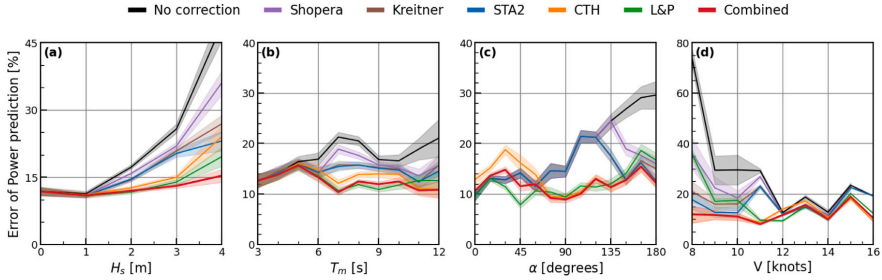 No correction Shopera Kreitner STA2 CTH L&P Combined
Error of Power prediction [%]
(a)
45
30
15
0
0 1 2 3 4
H_s [m]
(b)
40
30
20
10
0
3 6 9 12
T_m [s]
(c)
40
30
20
10
0
0 45 90 135 180
α [degrees]
(d)
80
60
40
20
0
8 10 12 14 16
V [knots]